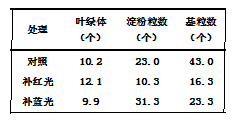 处理 叶绿体 淀粉粒数 基粒数
(个) (个) (个)
对照 10.2 23.0 43.0
补红光 12.1 10.3 16.3
补蓝光 9.9 31.3 23.3